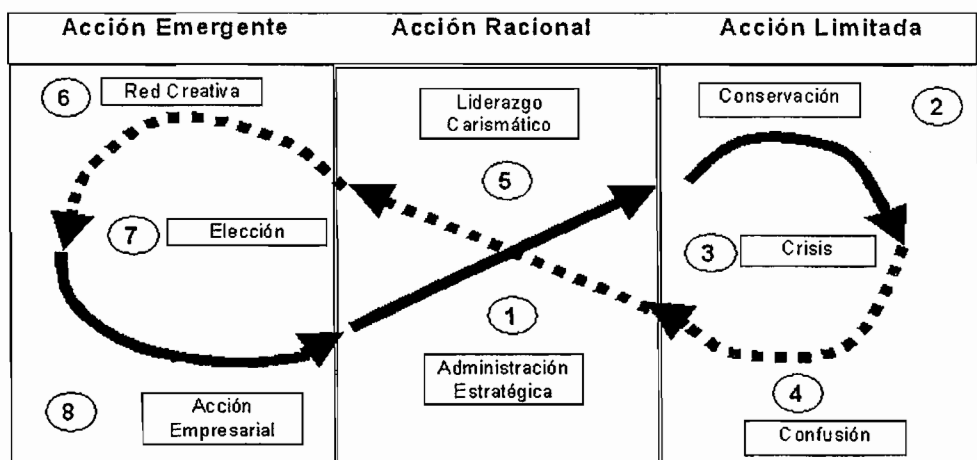 Acción Emergente
Acción Racional
Acción Limitada
6
Red Creativa
Liderazgo
Carismático
Conservación
2
5
7
Elección
3
Crisis
1
Administración
Estratégica
8
Acción
Empresarial
4
Confusión